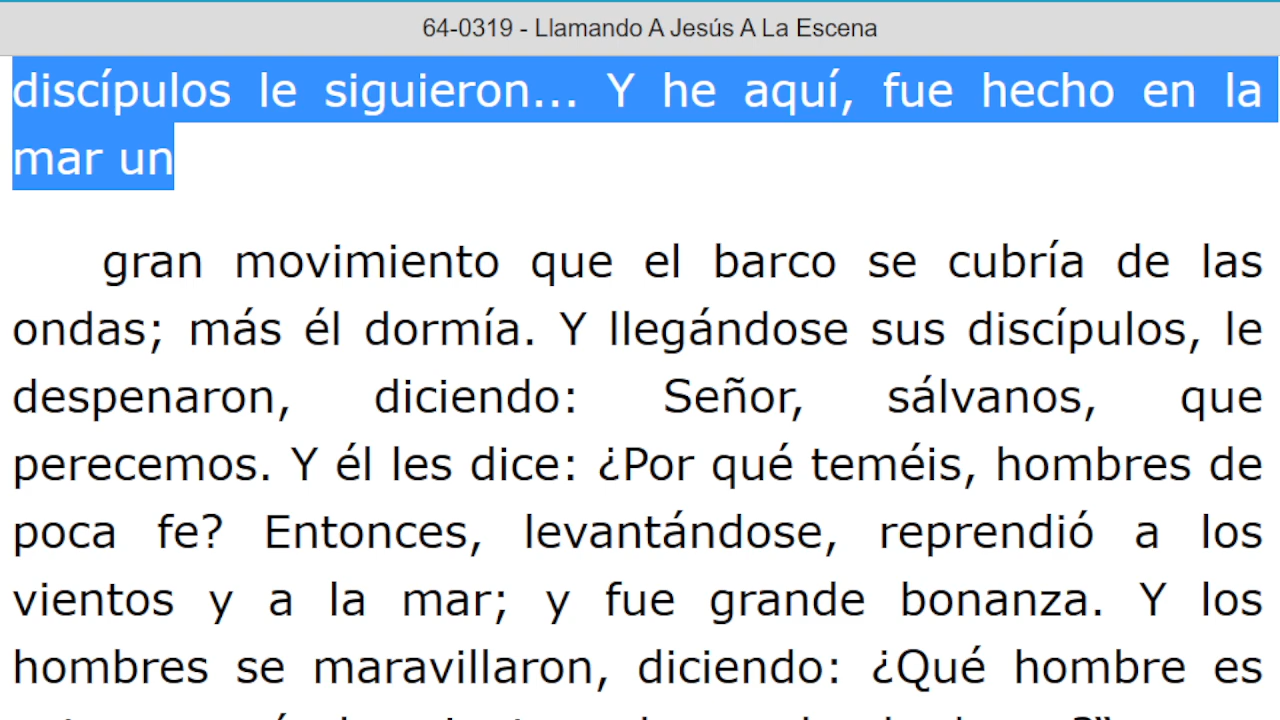 64-0319 - Llamando A Jesús A La Escena
discípulos le siguieron... Y he aquí, fue hecho en la
mar un
gran movimiento que el barco se cubría de las
ondas; más él dormía. Y llegándose sus discípulos, le
despenaron, diciendo: Señor, sálvanos, que
perecemos. Y él les dice: ¿Por qué teméis, hombres de
poca fe? Entonces, levantándose, reprendió a los
vientos y a la mar; y fue grande bonanza. Y los
hombres se maravillaron, diciendo: ¿Qué hombre es